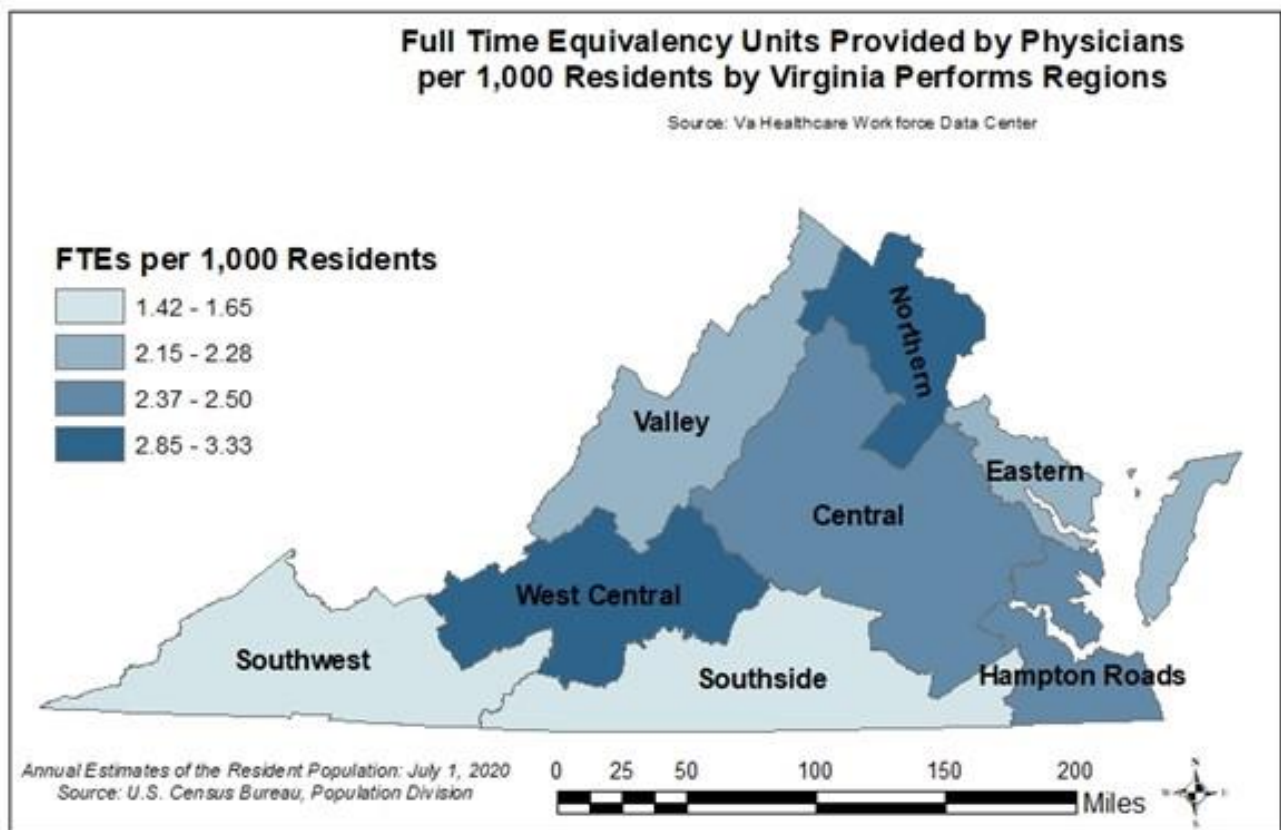 Full Time Equivalency Units Provided by Physicians
per 1,000 Residents by Virginia Performs Regions
Source: Va Healthcare Workforce Data Center
FTEs per 1,000 Residents
1.42 - 1.65
2.15 - 2.28
2.37 - 2.50
2.85 - 3.33
Northern
Valley
Eastern
Central
West Central
Southwest
Southside
Hampton Roads
Annual Estimates of the Resident Population: July 1, 2020
Source: U.S. Census Bureau, Population Division
0 25 50 100 150 200
Miles
N